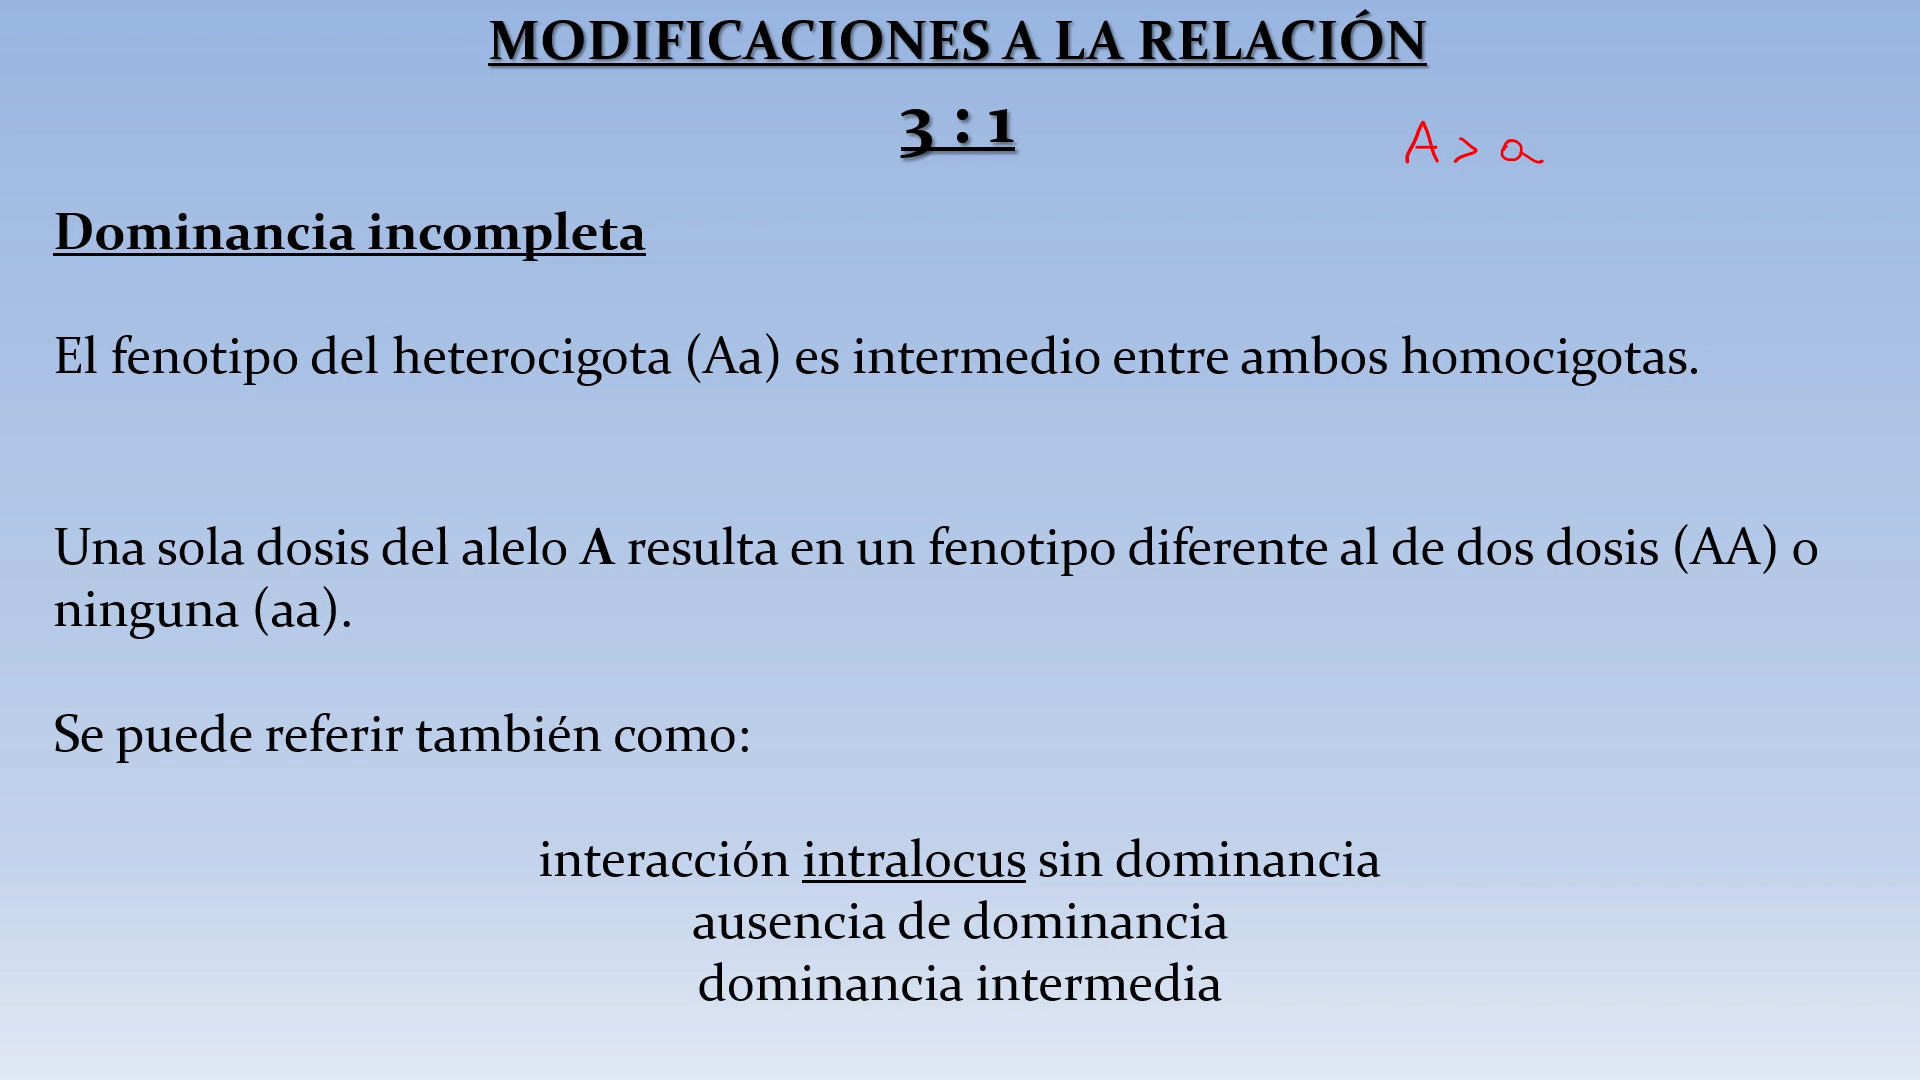 MODIFICACIONES A LA RELACIÓN
3 : 1
A > a
Dominancia incompleta
El fenotipo del heterocigota (Aa) es intermedio entre ambos homocigotas.
Una sola dosis del alelo A resulta en un fenotipo diferente al de dos dosis (AA) o
ninguna (aa).
Se puede referir también como:
interacción intralocus sin dominancia
ausencia de dominancia
dominancia intermedia